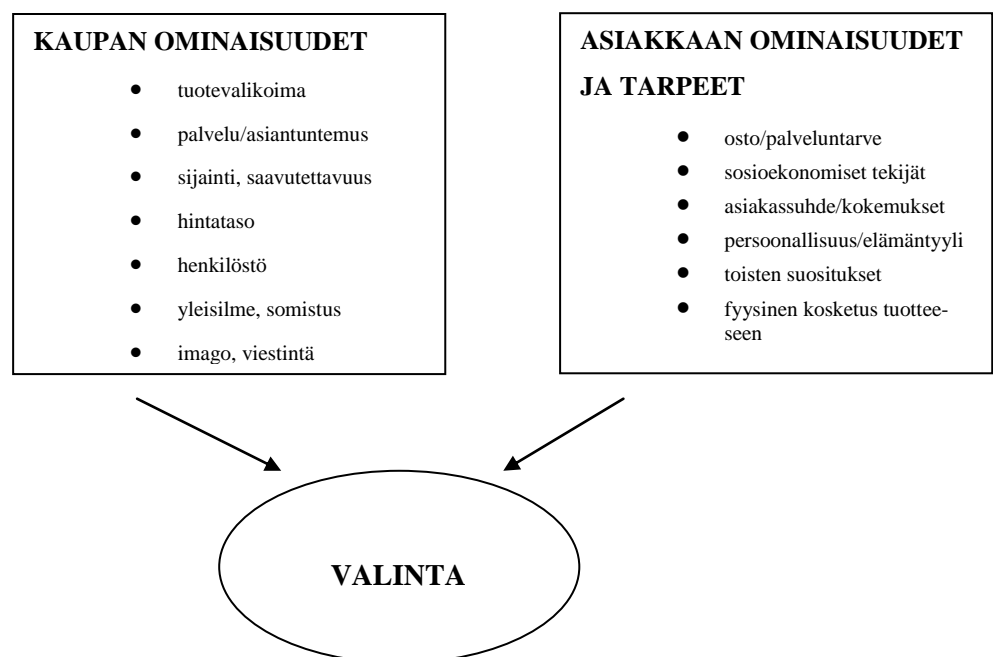 KAUPAN OMINAISUUDET
• tuotevalikoima
• palvelu/asiantuntemus
• sijainti, saavutettavuus
• hintataso
• henkilöstö
• yleisilme, somistus
• imago, viestintä
ASIAKKAAN OMINAISUUDET
JA TARPEET
• osto/palveluntarve
• sosioekonomiset tekijät
• asiakassuhde/kokemukset
• persoonallisuus/elämäntyyli
• toisten suositukset
• fyysinen kosketus tuottee-
seen
VALINTA